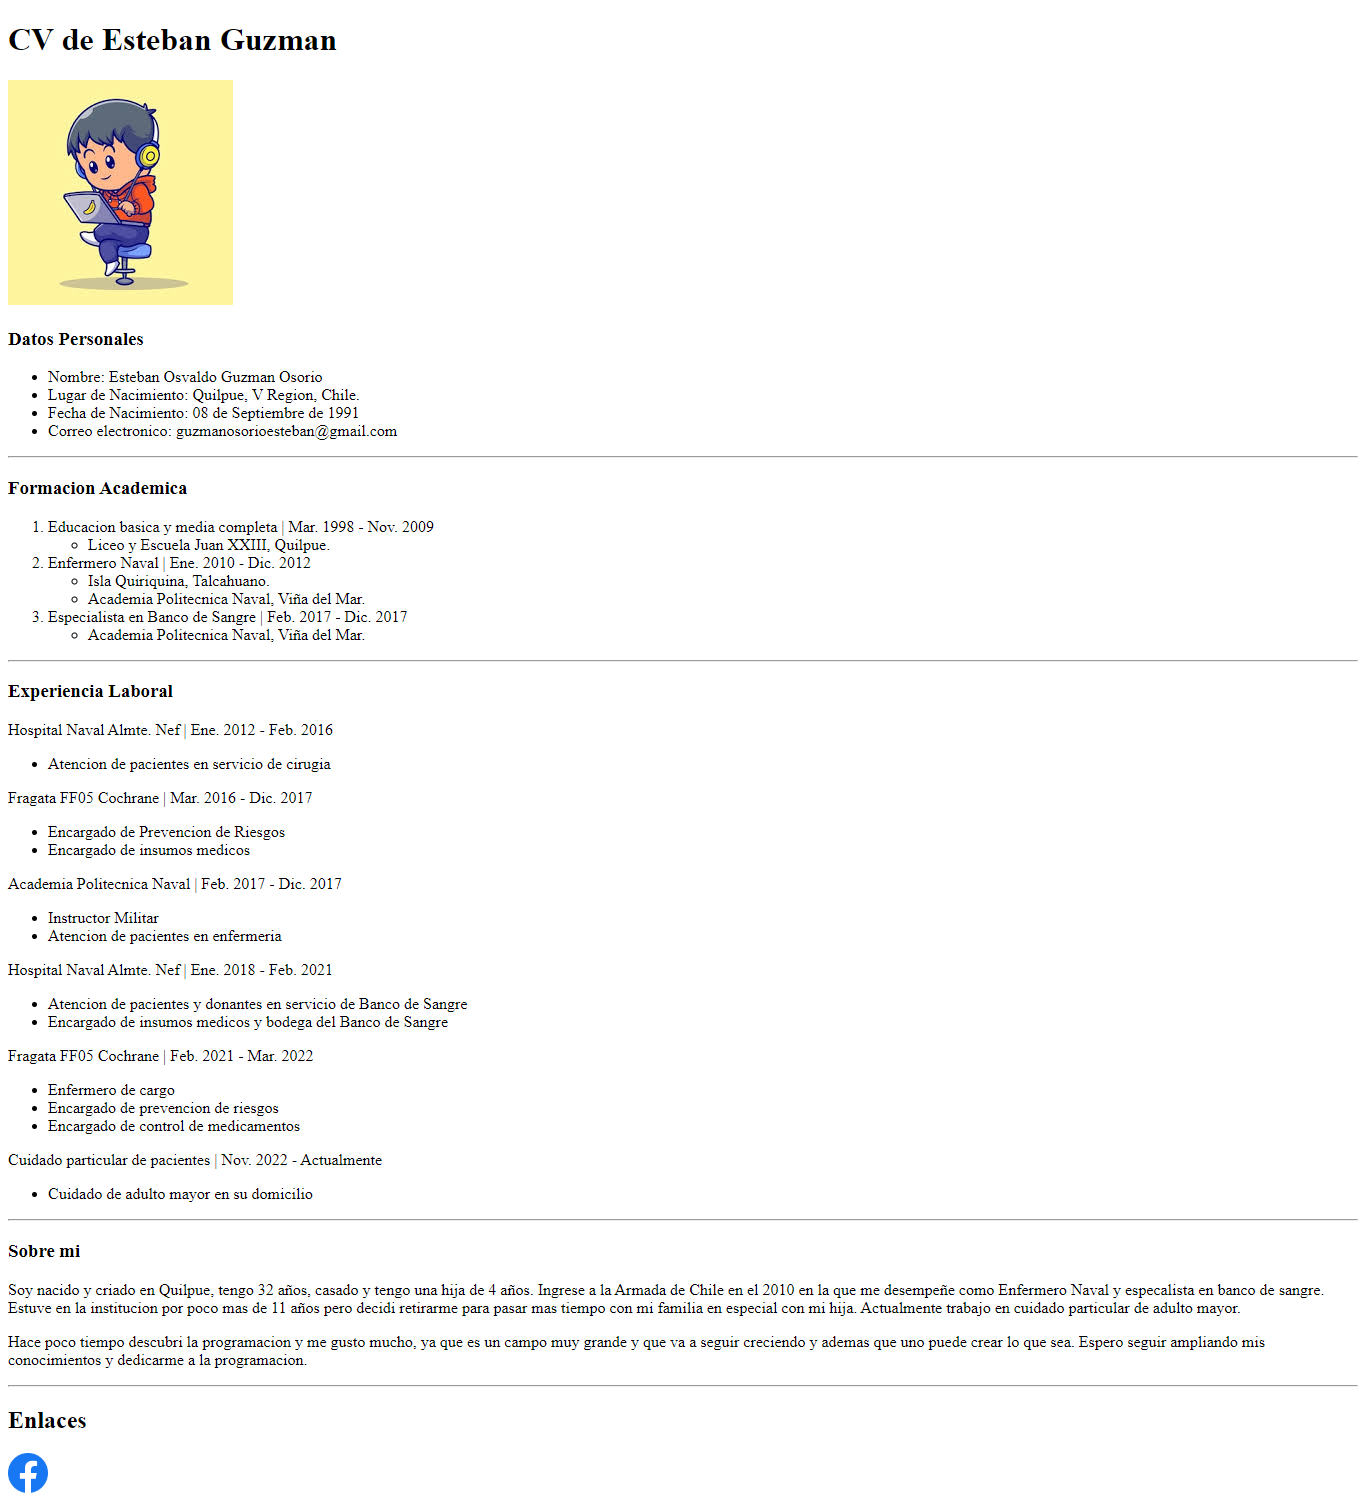 CV de Esteban Guzman
Datos Personales
Nombre: Esteban Osvaldo Guzman Osorio
Lugar de Nacimiento: Quilpue, V Region, Chile.
Fecha de Nacimiento: 08 de Septiembre de 1991
Correo electronico: guzmanosorioesteban@gmail.com
Formacion Academica
1. Educacion basica y media completa | Mar. 1998 - Nov. 2009
Liceo y Escuela Juan XXIII, Quilpue.
2. Enfermero Naval | Ene. 2010 - Dic. 2012
Isla Quiriquina, Talcahuano.
Academia Politecnica Naval, Viña del Mar.
3. Especialista en Banco de Sangre | Feb. 2017 - Dic. 2017
Academia Politecnica Naval, Viña del Mar.
Experiencia Laboral
Hospital Naval Almte. Nef | Ene. 2012 - Feb. 2016
Atencion de pacientes en servicio de cirugia
Fragata FF05 Cochrane | Mar. 2016 - Dic. 2017
Encargado de Prevencion de Riesgos
Encargado de insumos medicos
Academia Politecnica Naval | Feb. 2017 - Dic. 2017
Instructor Militar
Atencion de pacientes en enfermeria
Hospital Naval Almte. Nef | Ene. 2018 - Feb. 2021
Atencion de pacientes y donantes en servicio de Banco de Sangre
Encargado de insumos medicos y bodega del Banco de Sangre
Fragata FF05 Cochrane | Feb. 2021 - Mar. 2022
Enfermero de cargo
Encargado de prevencion de riesgos
Encargado de control de medicamentos
Cuidado particular de pacientes | Nov. 2022 - Actualmente
Cuidado de adulto mayor en su domicilio
Sobre mi
Soy nacido y criado en Quilpue, tengo 32 años, casado y tengo una hija de 4 años. Ingrese a la Armada de Chile en el 2010 en la que me desempeñe como Enfermero Naval y especalista en banco de sangre.
Estuve en la institucion por poco mas de 11 años pero decidi retirarme para pasar mas tiempo con mi familia en especial con mi hija. Actualmente trabajo en cuidado particular de adulto mayor.
Hace poco tiempo descubri la programacion y me gusto mucho, ya que es un campo muy grande y que va a seguir creciendo y ademas que uno puede crear lo que sea. Espero seguir ampliando mis
conocimientos y dedicarme a la programacion.
Enlaces